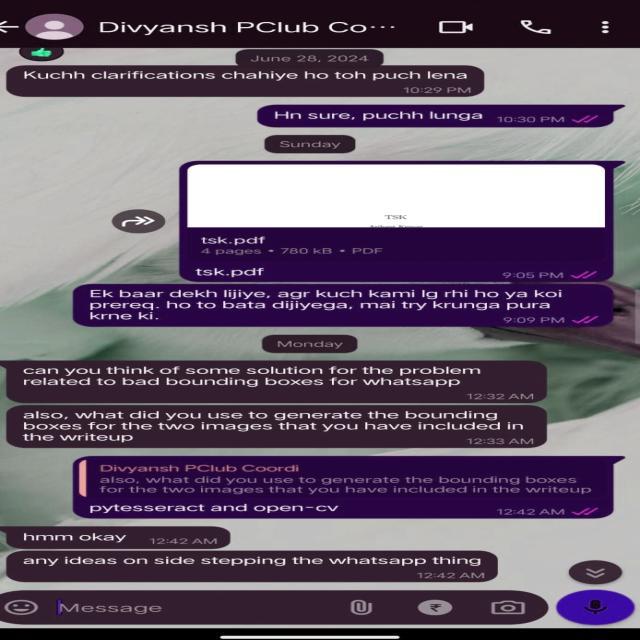 Divyansh PClub Co...
June 28, 2024
Kuchh clarifications chahiye ho toh puch lena
10:29 PM
Hn sure, puchh lunga 10:30 PM
Sunday
TSK
tsk.pdf
4 pages • 780 kB • PDF
tsk.pdf
9:05 PM
Ek baar dekh lijiye, agr kuch kami lg rhi ho ya koi
prereq. ho to bata dijiyega, mai try krunga pura
krne ki.
9:09 PM
Monday
can you think of some solution for the problem
related to bad bounding boxes for whatsapp
12:32 AM
also, what did you use to generate the bounding
boxes for the two images that you have included in
the writeup
12:33 AM
Divyansh PClub Coordi
also, what did you use to generate the bounding boxes
for the two images that you have included in the writeup
pytesseract and open-cv
12:42 AM
hmm okay 12:42 AM
any ideas on side stepping the whatsapp thing
12:42 AM
Message